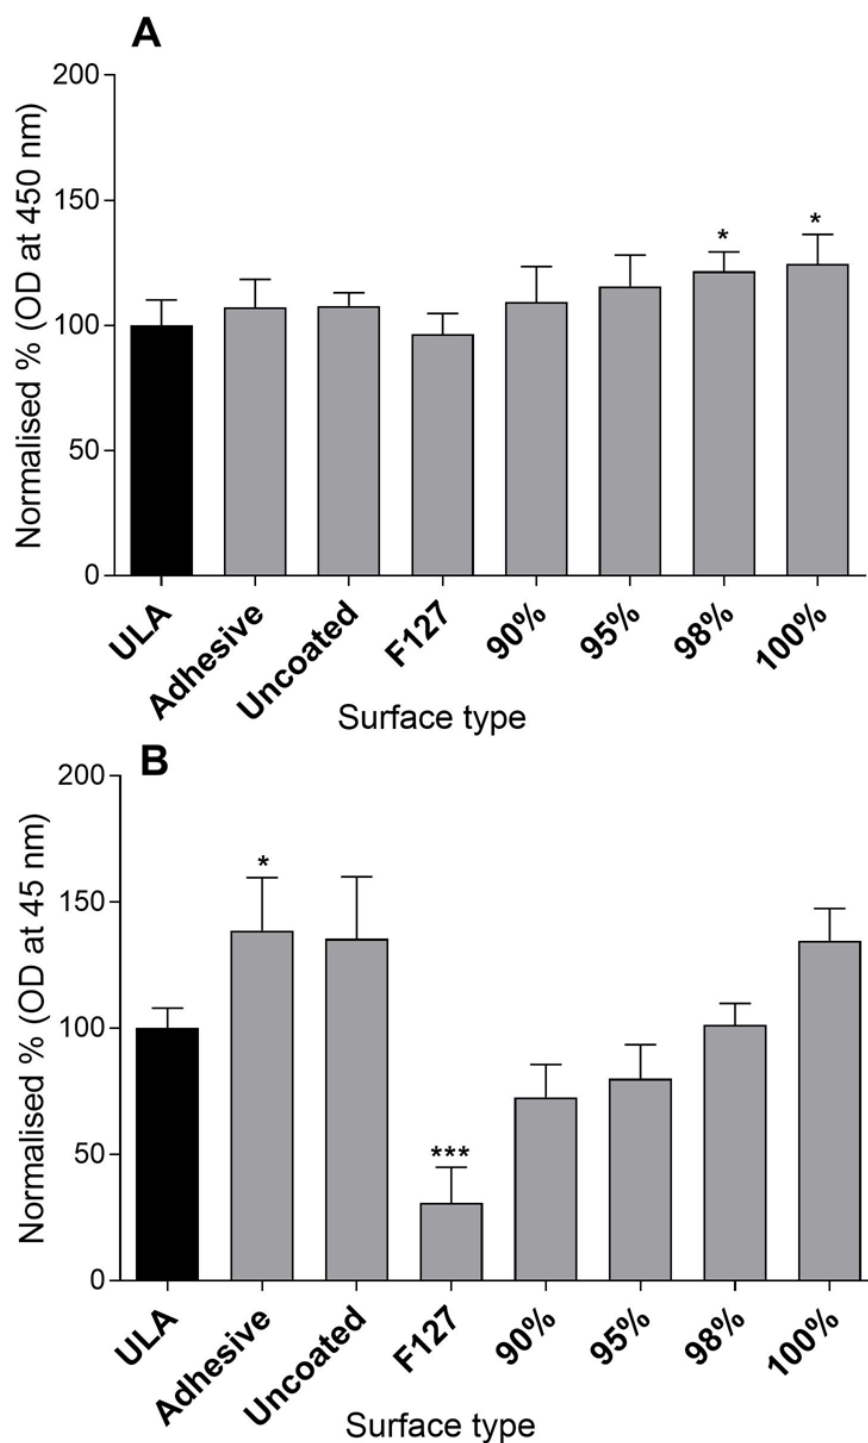 A
Normalised % (OD at 450 nm)
200
150
100
50
0
*
*
ULA
Adhesive
Uncoated
F127
90%
95%
98%
100%
Surface type
B
Normalised % (OD at 45 nm)
200
150
100
50
0
*
***
ULA
Adhesive
Uncoated
F127
90%
95%
98%
100%
Surface type